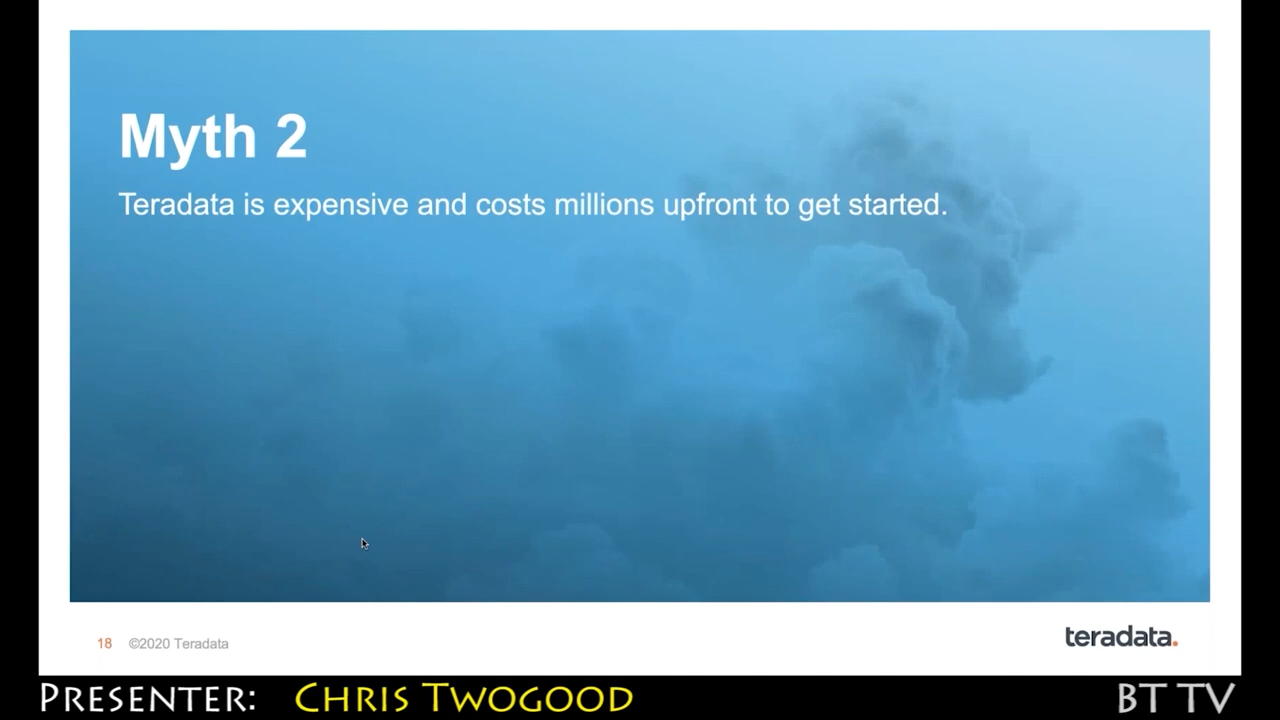 Myth 2
Teradata is expensive and costs millions upfront to get started.
18 ©2020 Teradata
teradata.
PRESENTER: CHRIS TWOGOOD
BT TV